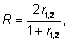 R = 2r₁,₂ / (1 + r₁,₂),